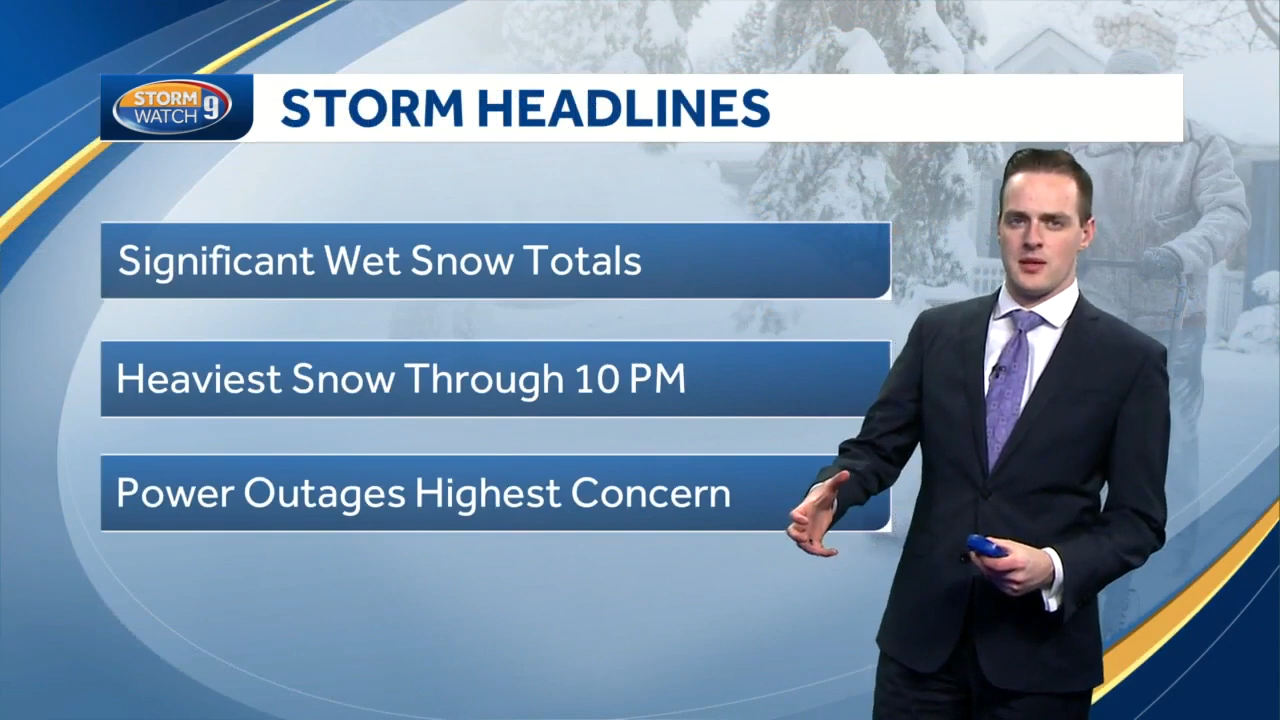 STORM
WATCH 9
STORM HEADLINES
Significant Wet Snow Totals
Heaviest Snow Through 10 PM
Power Outages Highest Concern